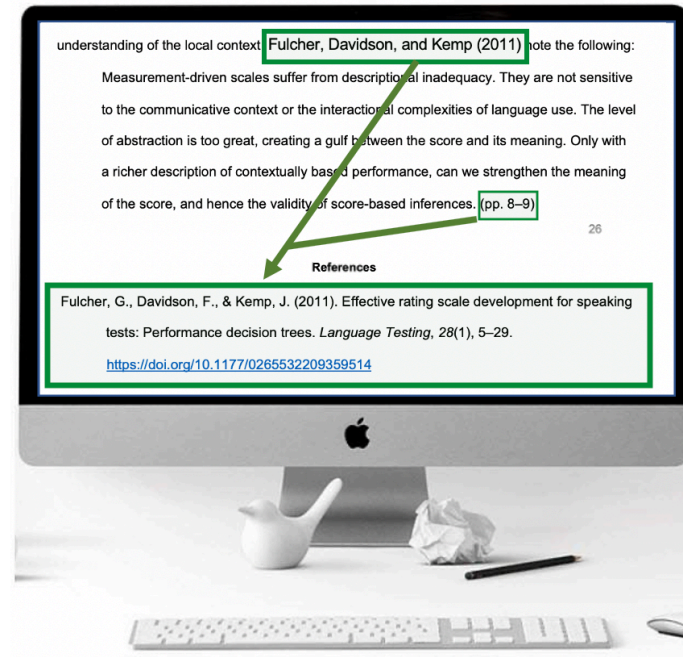 understanding of the local context Fulcher, Davidson, and Kemp (2011) note the following:
Measurement-driven scales suffer from descriptional inadequacy. They are not sensitive
to the communicative context or the interactional complexities of language use. The level
of abstraction is too great, creating a gulf between the score and its meaning. Only with
a richer description of contextually based performance, can we strengthen the meaning
of the score, and hence the validity of score-based inferences. (pp. 8–9)
26
References
Fulcher, G., Davidson, F., & Kemp, J. (2011). Effective rating scale development for speaking
tests: Performance decision trees. Language Testing, 28(1), 5–29.
https://doi.org/10.1177/0265532209359514